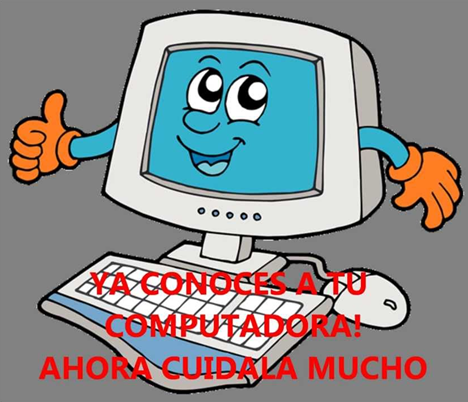 YA CONOCES A TU
COMPUTADORA!
AHORA CUIDALA MUCHO